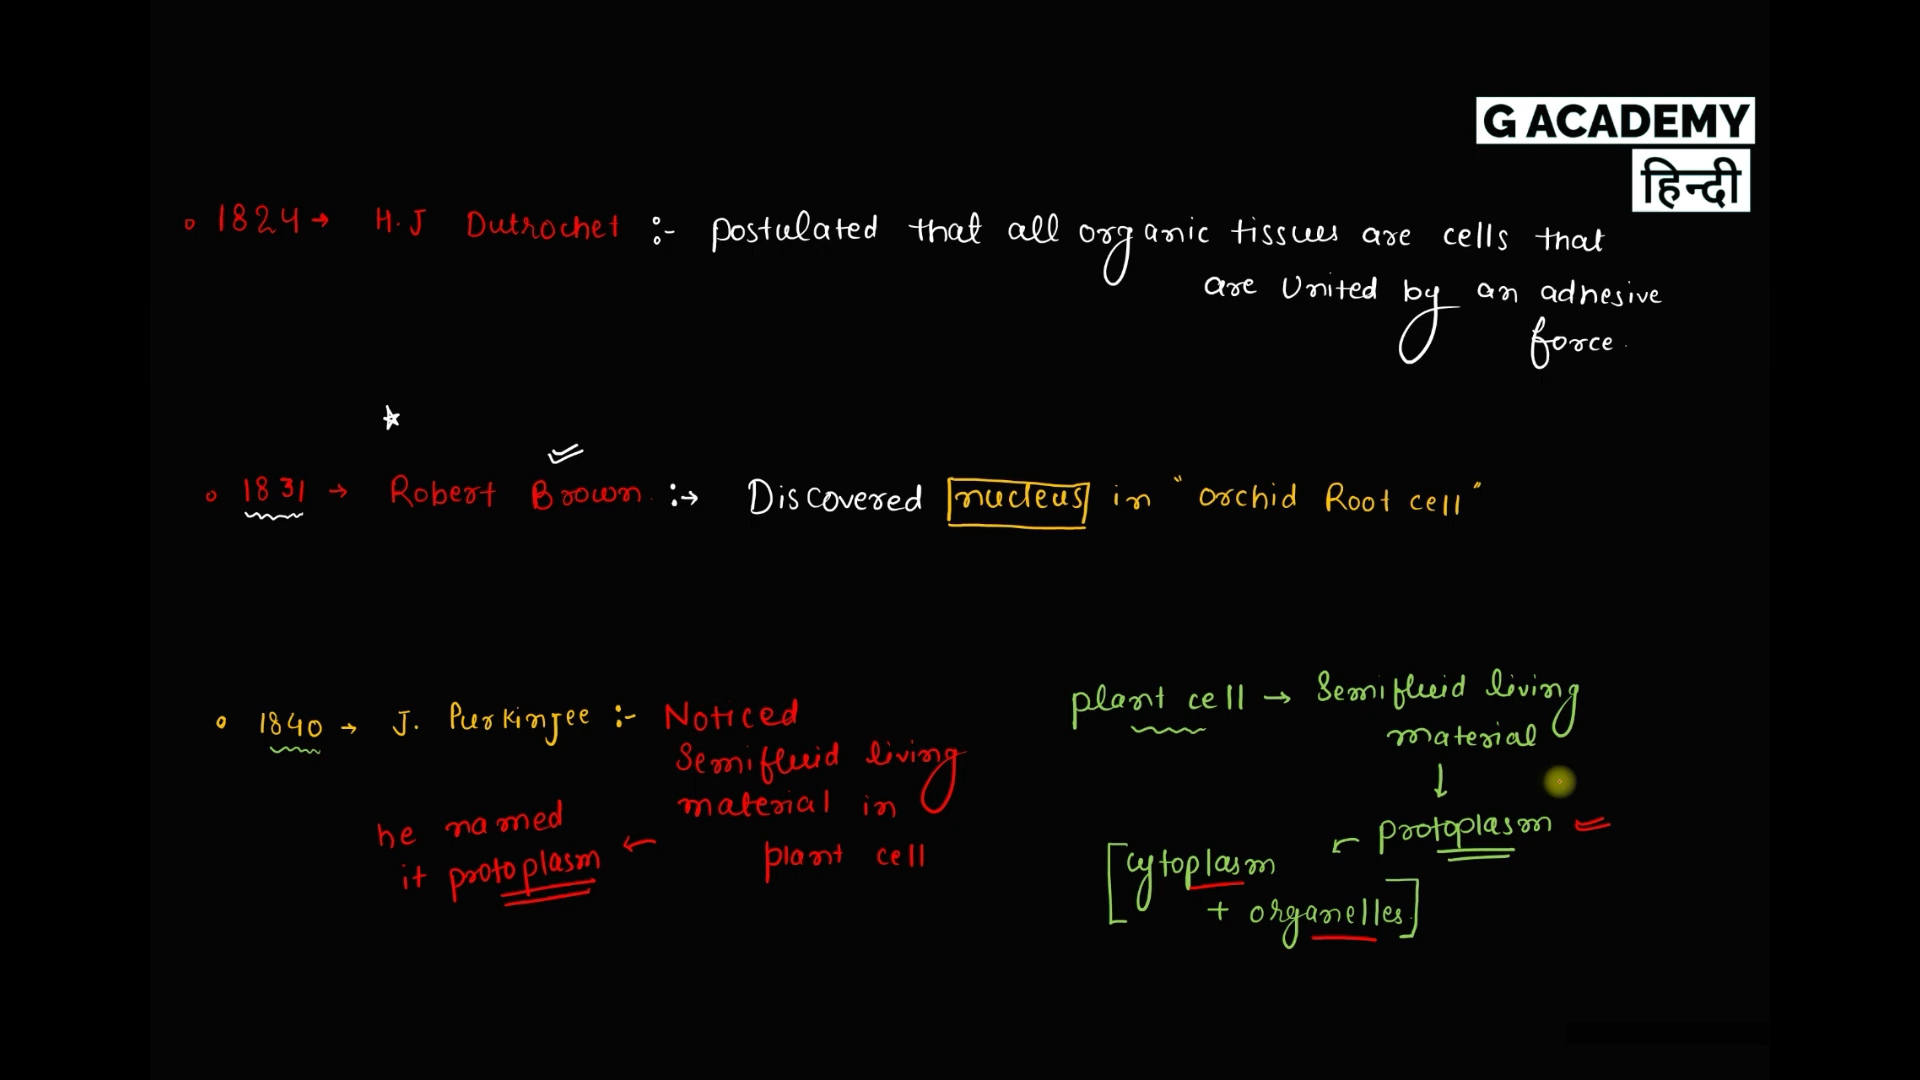 G ACADEMY
हिन्दी
1824 → H.J Dutrochet :- postulated that all organic tissues are cells that
are United by an adhesive
force.
1831 → Robert Brown :→ Discovered nucleus in "orchid Root cell"
1840 → J. Purkinjee :- Noticed
Semifluid living
material in
plant cell
he named
it protoplasm ←
plant cell → Semifluid living
material
↓
protoplasm
←
[cytoplasm
+ organelles.]